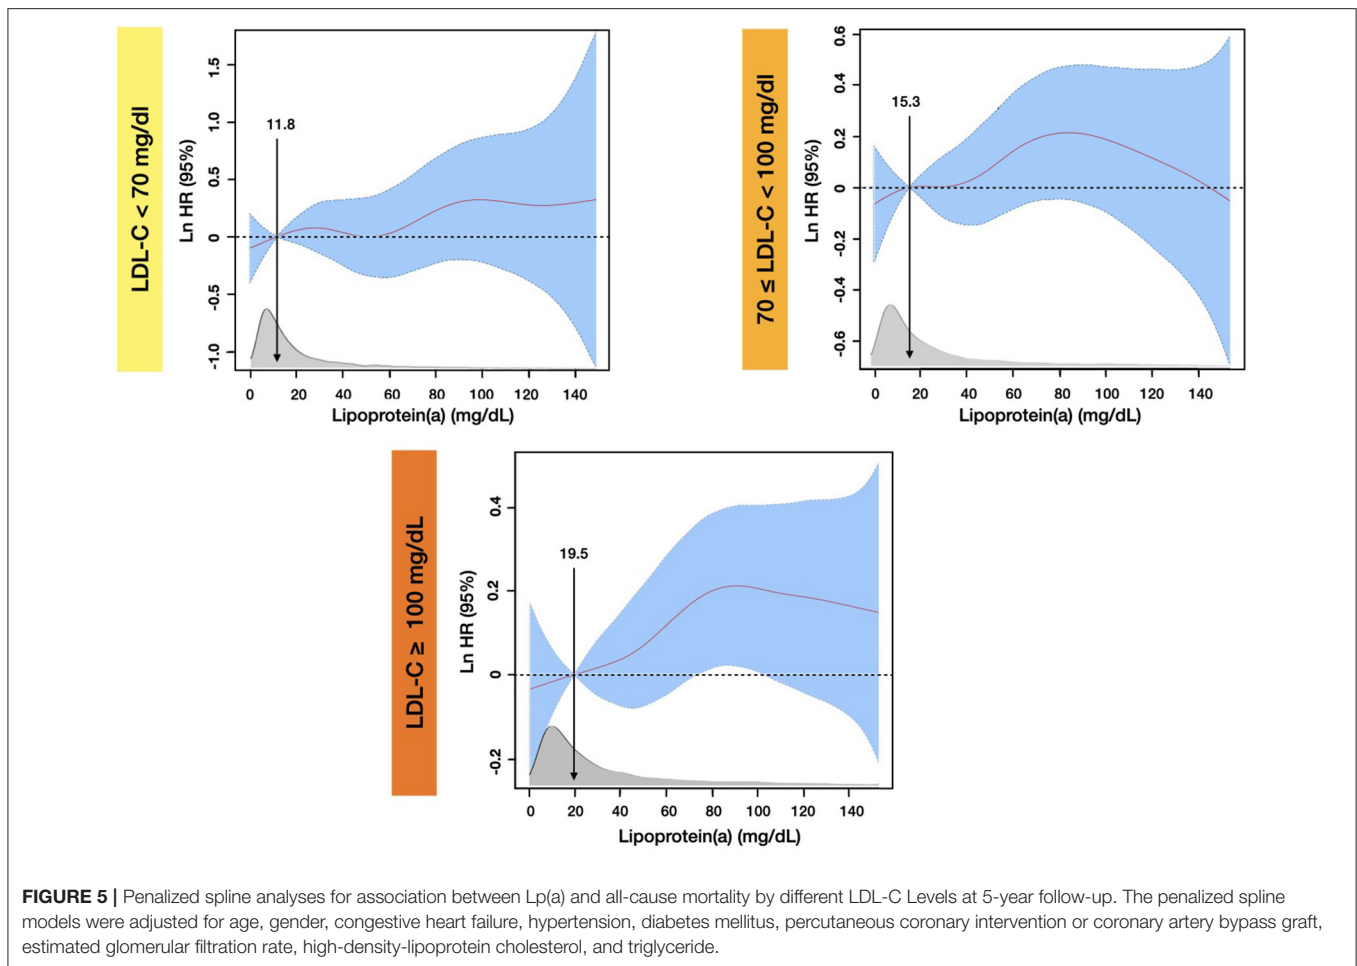 LDL-C < 70 mg/dl
Ln HR (95%)
1.5
1.0
0.5
0
-0.5
-1.0
11.8
0 20 40 60 80 100 120 140
Lipoprotein(a) (mg/dL)
70 ≤ LDL-C < 100 mg/dl
Ln HR (95%)
0.6
0.4
0.2
0
-0.2
-0.4
-0.6
15.3
0 20 40 60 80 100 120 140
Lipoprotein(a) (mg/dL)
LDL-C ≥ 100 mg/dL
Ln HR (95%)
0.4
0.2
0
-0.2
19.5
0 20 40 60 80 100 120 140
Lipoprotein(a) (mg/dL)
FIGURE 5 | Penalized spline analyses for association between Lp(a) and all-cause mortality by different LDL-C Levels at 5-year follow-up. The penalized spline
models were adjusted for age, gender, congestive heart failure, hypertension, diabetes mellitus, percutaneous coronary intervention or coronary artery bypass graft,
estimated glomerular filtration rate, high-density-lipoprotein cholesterol, and triglyceride.